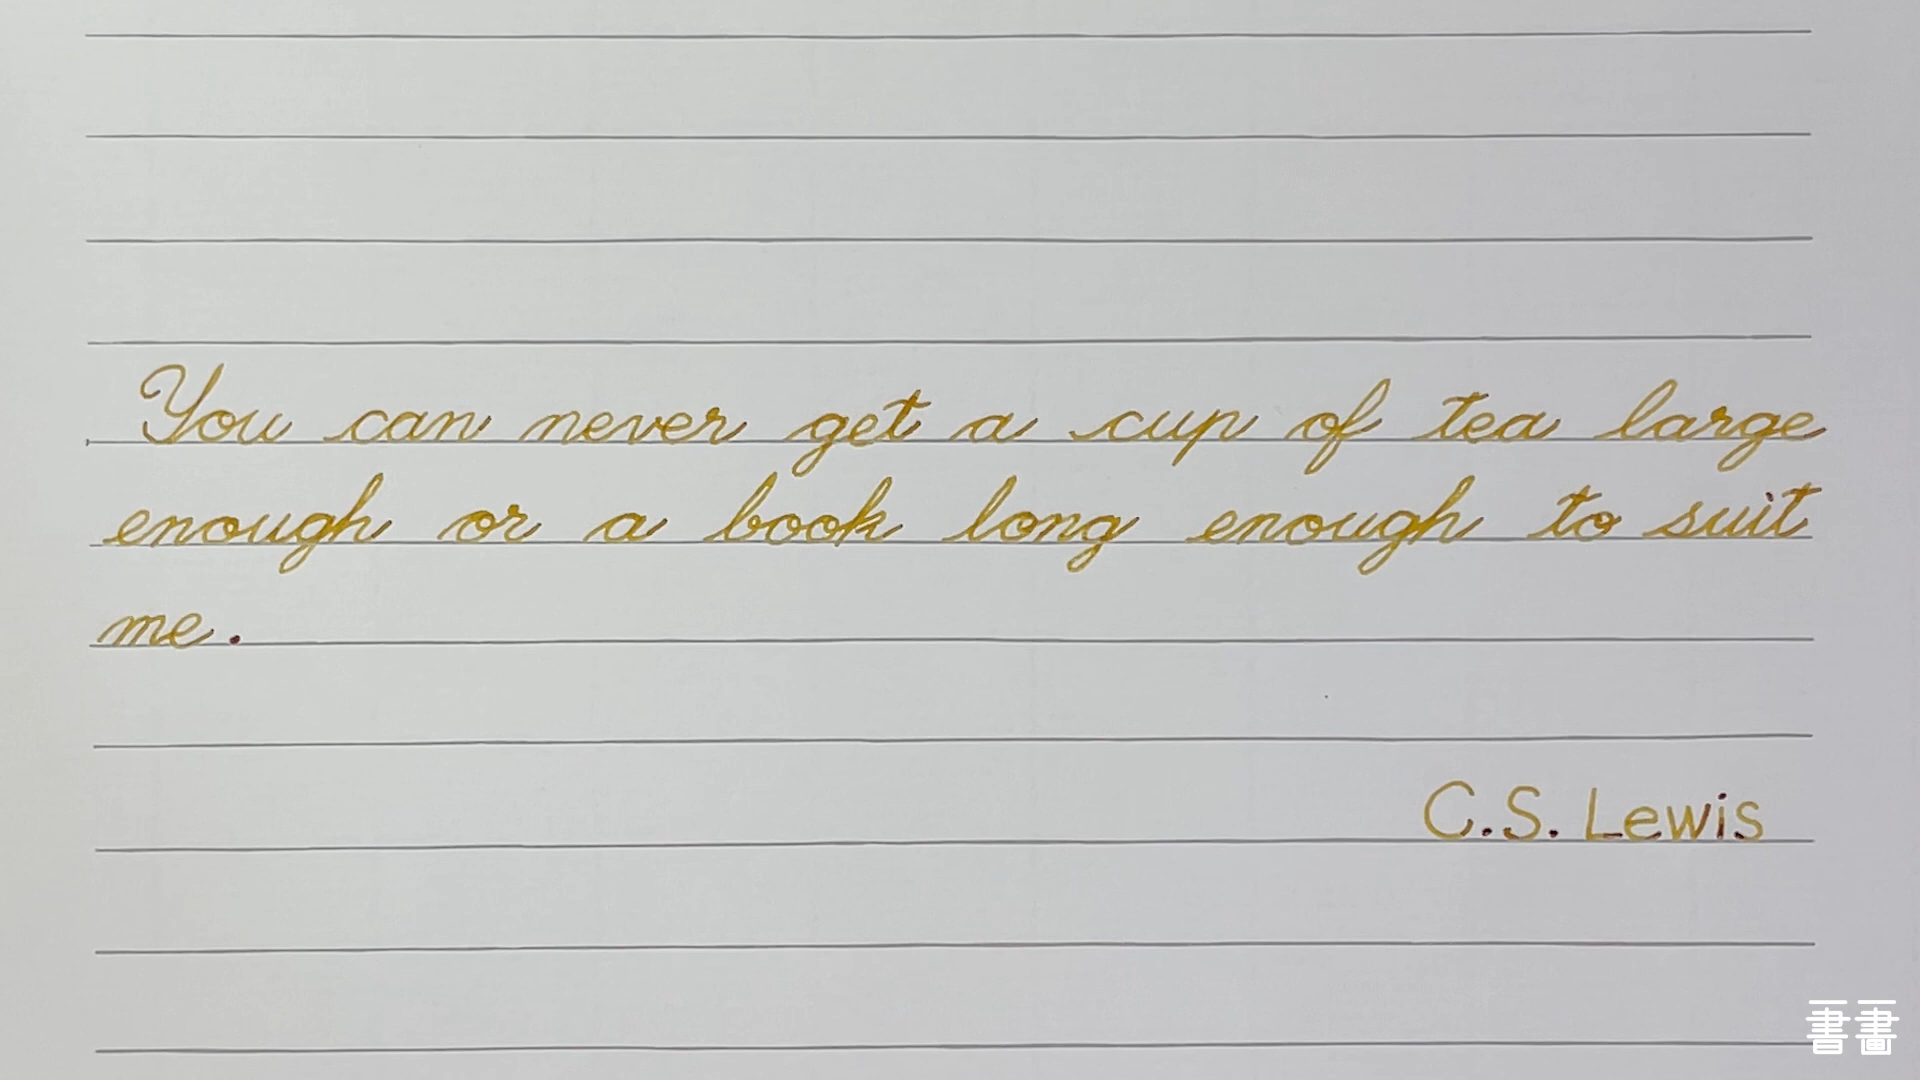 You can never get a cup of tea large
enough or a book long enough to suit
me.
C.S. Lewis
書畫